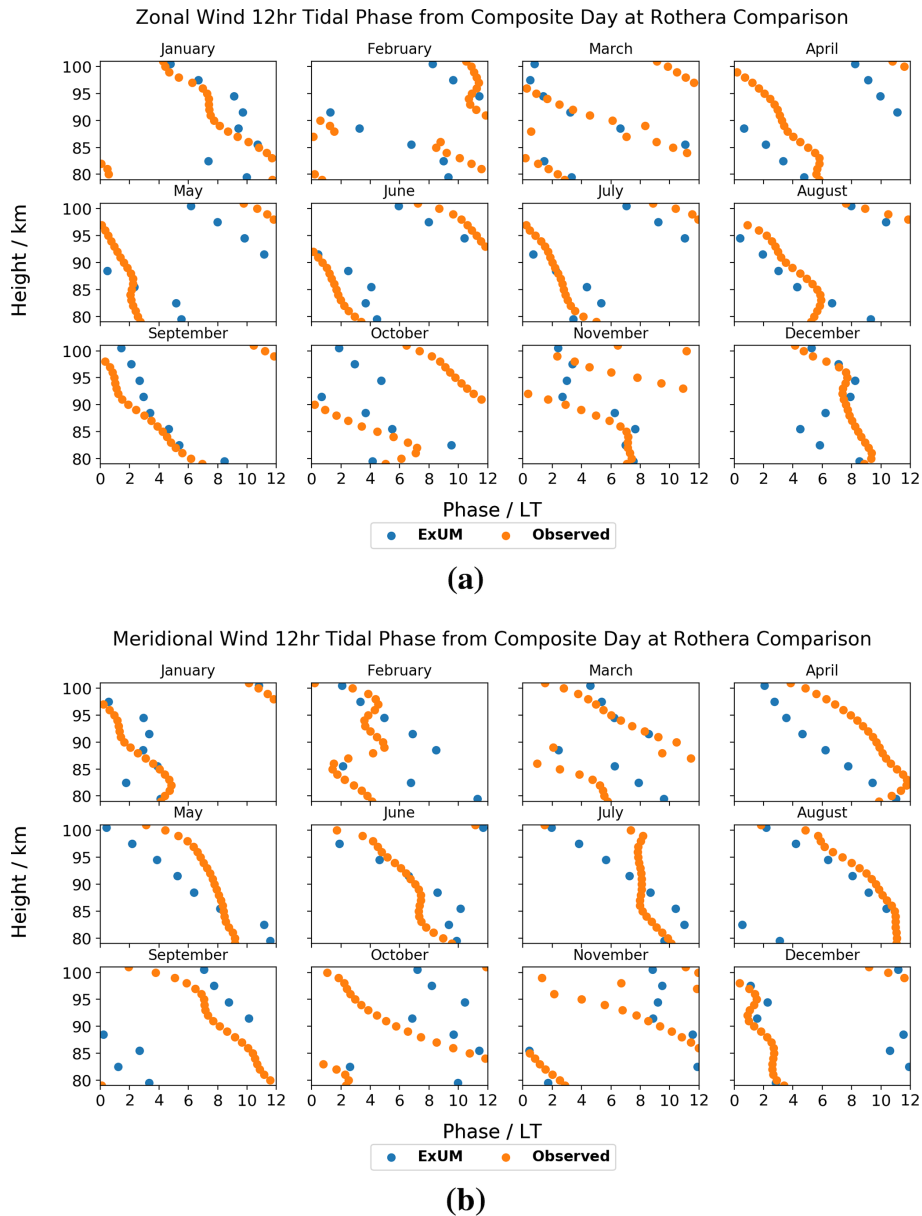 Zonal Wind 12hr Tidal Phase from Composite Day at Rothera Comparison
January February March April
100
95
90
85
80
May June July August
100
95
90
85
80
September October November December
100
95
90
85
80
0 2 4 6 8 10 12 0 2 4 6 8 10 12 0 2 4 6 8 10 12 0 2 4 6 8 10 12
Height / km
Phase / LT
ExUM Observed
(a)
Meridional Wind 12hr Tidal Phase from Composite Day at Rothera Comparison
January February March April
100
95
90
85
80
May June July August
100
95
90
85
80
September October November December
100
95
90
85
80
0 2 4 6 8 10 12 0 2 4 6 8 10 12 0 2 4 6 8 10 12 0 2 4 6 8 10 12
Height / km
Phase / LT
ExUM Observed
(b)